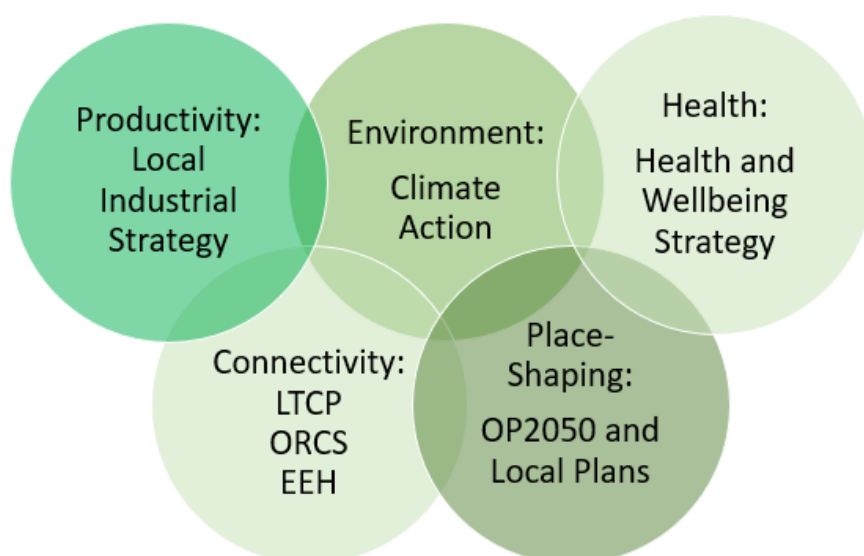 Productivity:
Local
Industrial
Strategy
Environment:
Climate
Action
Health:
Health and
Wellbeing
Strategy
Connectivity:
LTCP
ORCS
EEH
Place-
Shaping:
OP2050 and
Local Plans